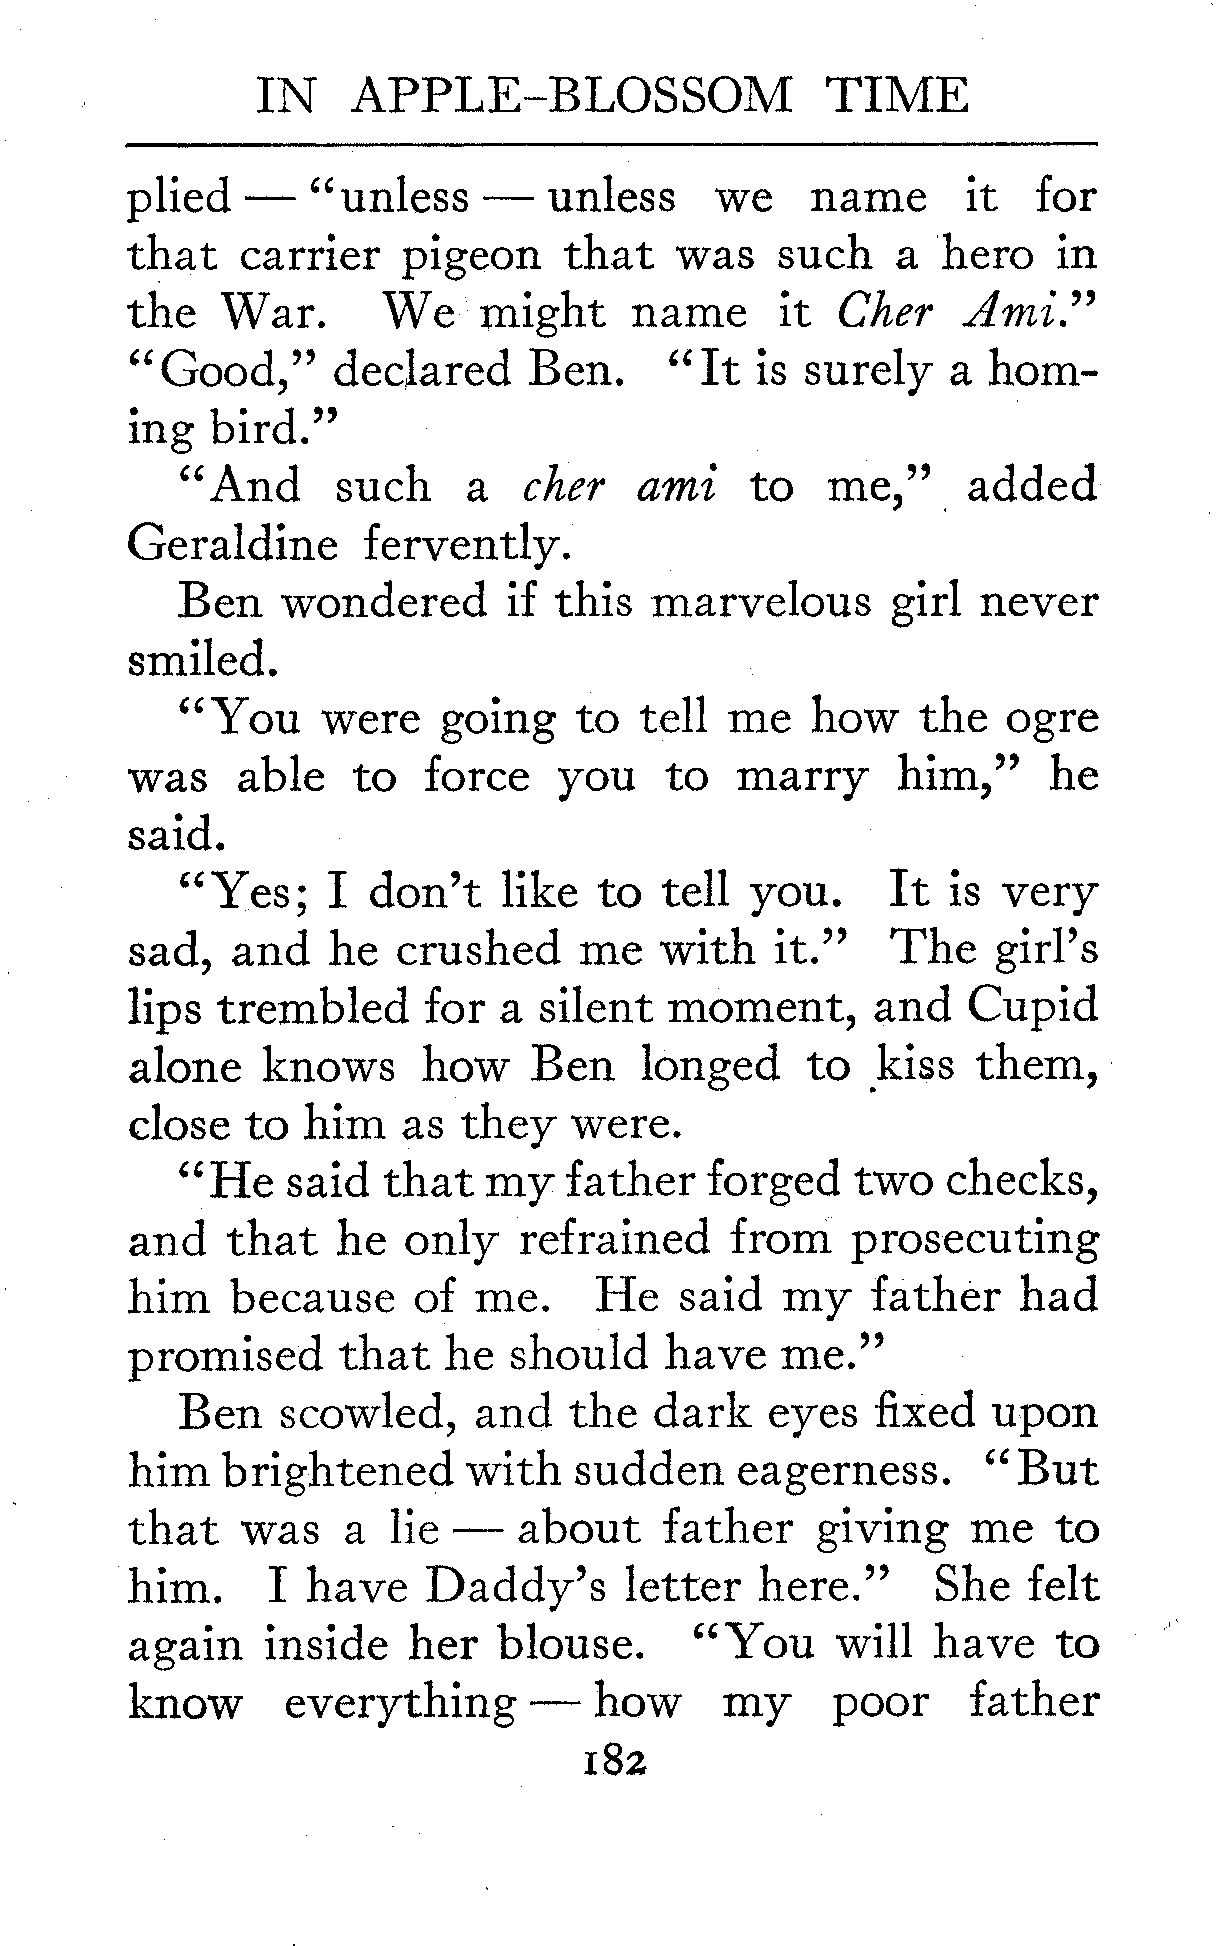 IN APPLE-BLOSSOM TIME
plied — “unless — unless we name it for
that carrier pigeon that was such a hero in
the War. We might name it Cher Ami.”
“Good,” declared Ben. “It is surely a hom-
ing bird.”
“And such a cher ami to me,” added
Geraldine fervently.
Ben wondered if this marvelous girl never
smiled.
“You were going to tell me how the ogre
was able to force you to marry him,” he
said.
“Yes; I don’t like to tell you. It is very
sad, and he crushed me with it.” The girl’s
lips trembled for a silent moment, and Cupid
alone knows how Ben longed to kiss them,
close to him as they were.
“He said that my father forged two checks,
and that he only refrained from prosecuting
him because of me. He said my father had
promised that he should have me.”
Ben scowled, and the dark eyes fixed upon
him brightened with sudden eagerness. “But
that was a lie — about father giving me to
him. I have Daddy’s letter here.” She felt
again inside her blouse. “You will have to
know everything — how my poor father
182